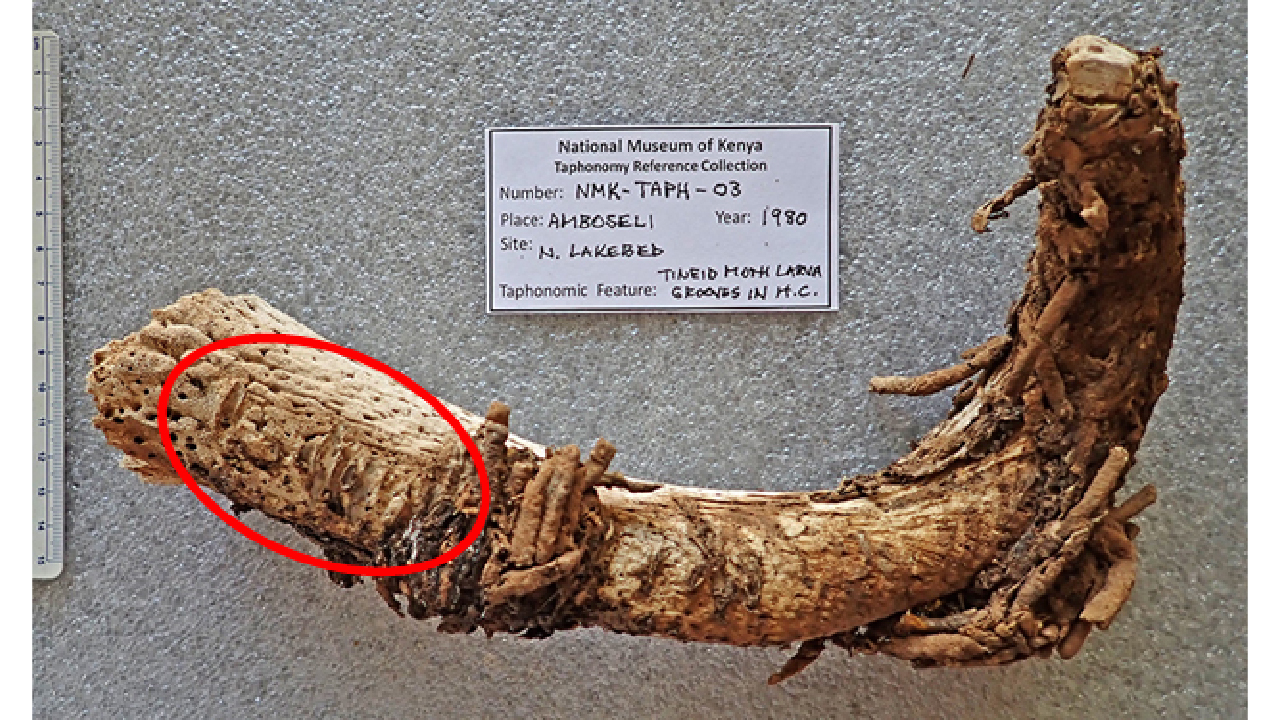 National Museum of Kenya
Taphonomy Reference Collection
Number: NMK-TAPH-03
Place: AMBOSELI Year: 1980
Site: N. LAKEBED
TINEID MOTH LARVA
Taphonomic Feature: GROOVES IN H.C.